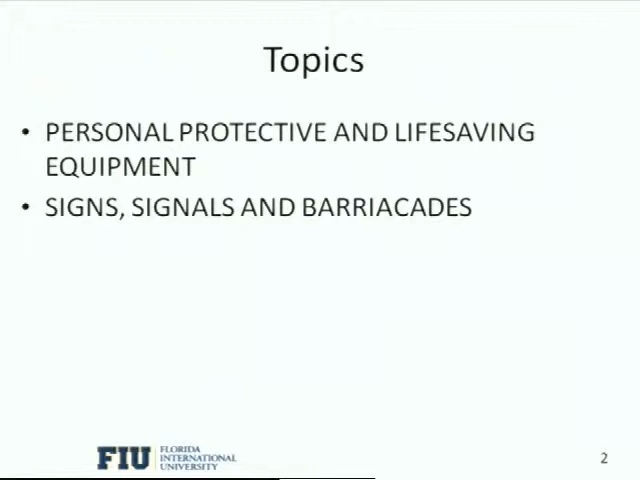 Topics
• PERSONAL PROTECTIVE AND LIFESAVING
EQUIPMENT
• SIGNS, SIGNALS AND BARRIACADES
FIU
FLORIDA
INTERNATIONAL
UNIVERSITY
2